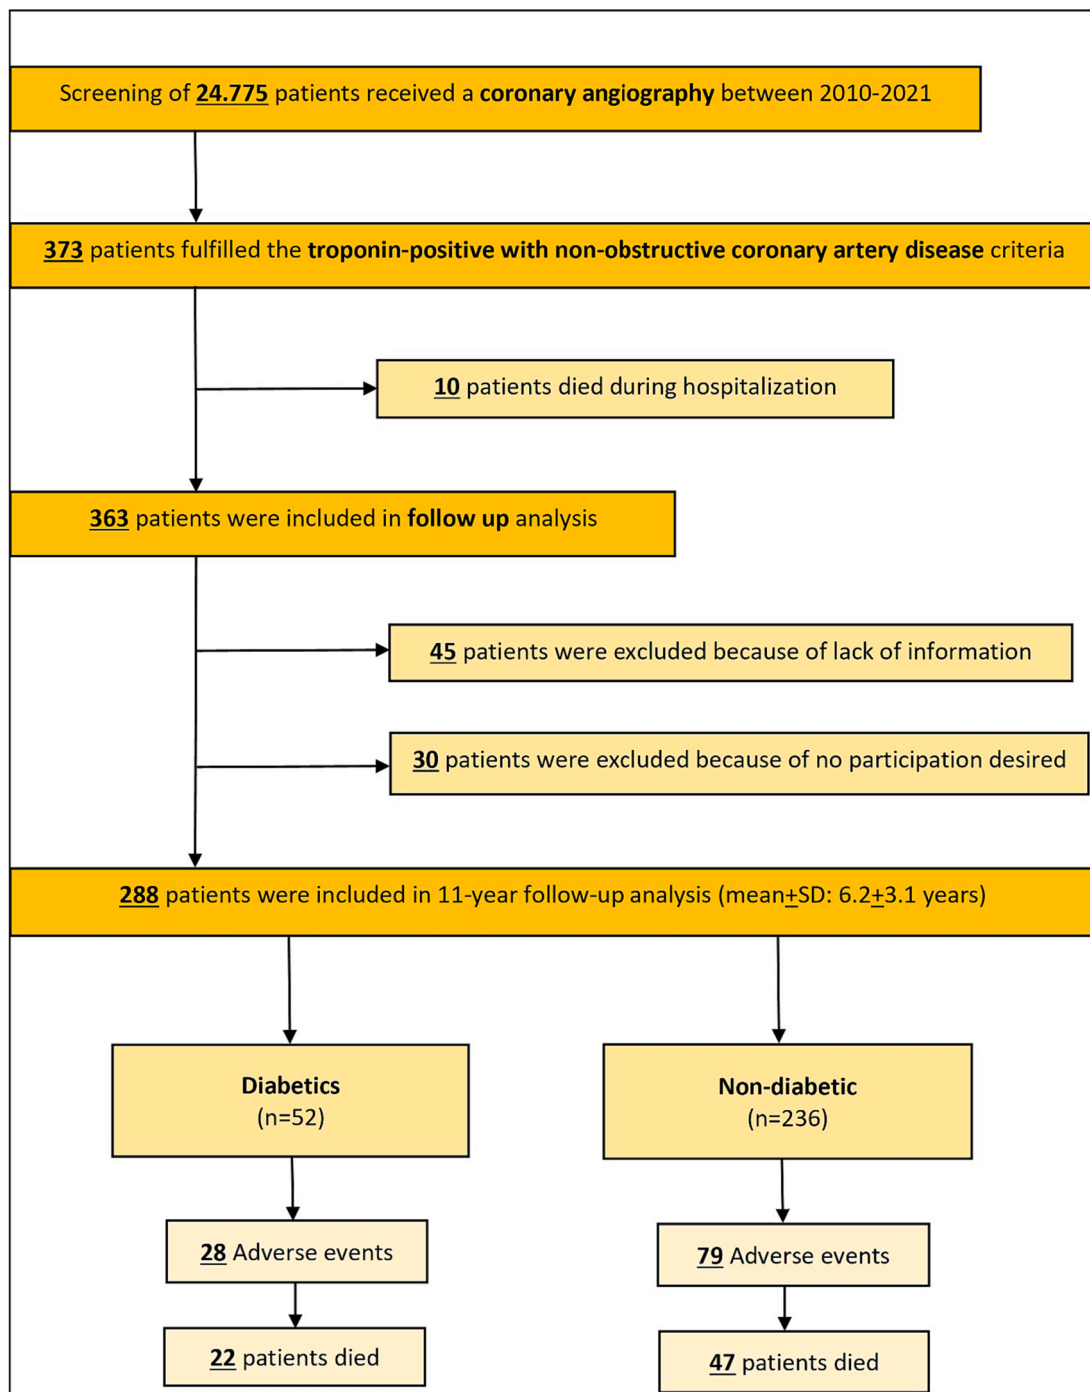 Screening of 24.775 patients received a coronary angiography between 2010-2021
373 patients fulfilled the troponin-positive with non-obstructive coronary artery disease criteria
10 patients died during hospitalization
363 patients were included in follow up analysis
45 patients were excluded because of lack of information
30 patients were excluded because of no participation desired
288 patients were included in 11-year follow-up analysis (mean±SD: 6.2±3.1 years)
Diabetics
(n=52)
Non-diabetic
(n=236)
28 Adverse events
79 Adverse events
22 patients died
47 patients died